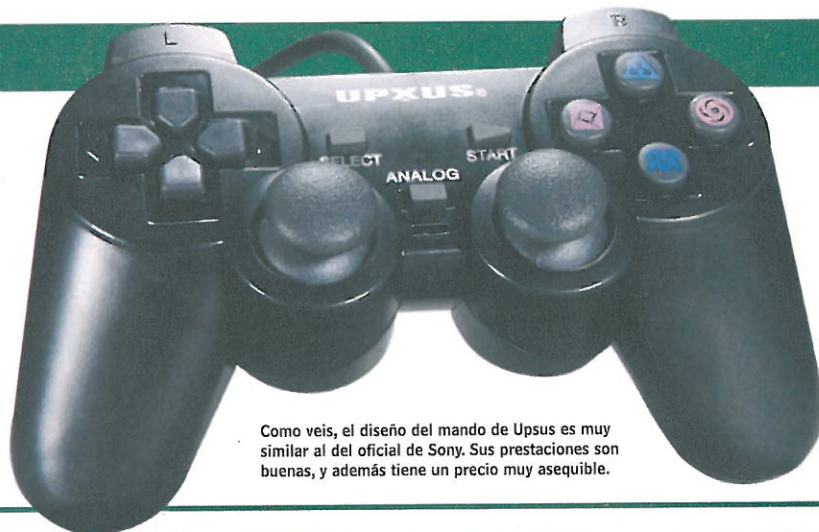 L
R
UPXUS®
SELECT
START
ANALOG
Como veis, el diseño del mando de Upsus es muy
similar al del oficial de Sony. Sus prestaciones son
buenas, y además tiene un precio muy asequible.